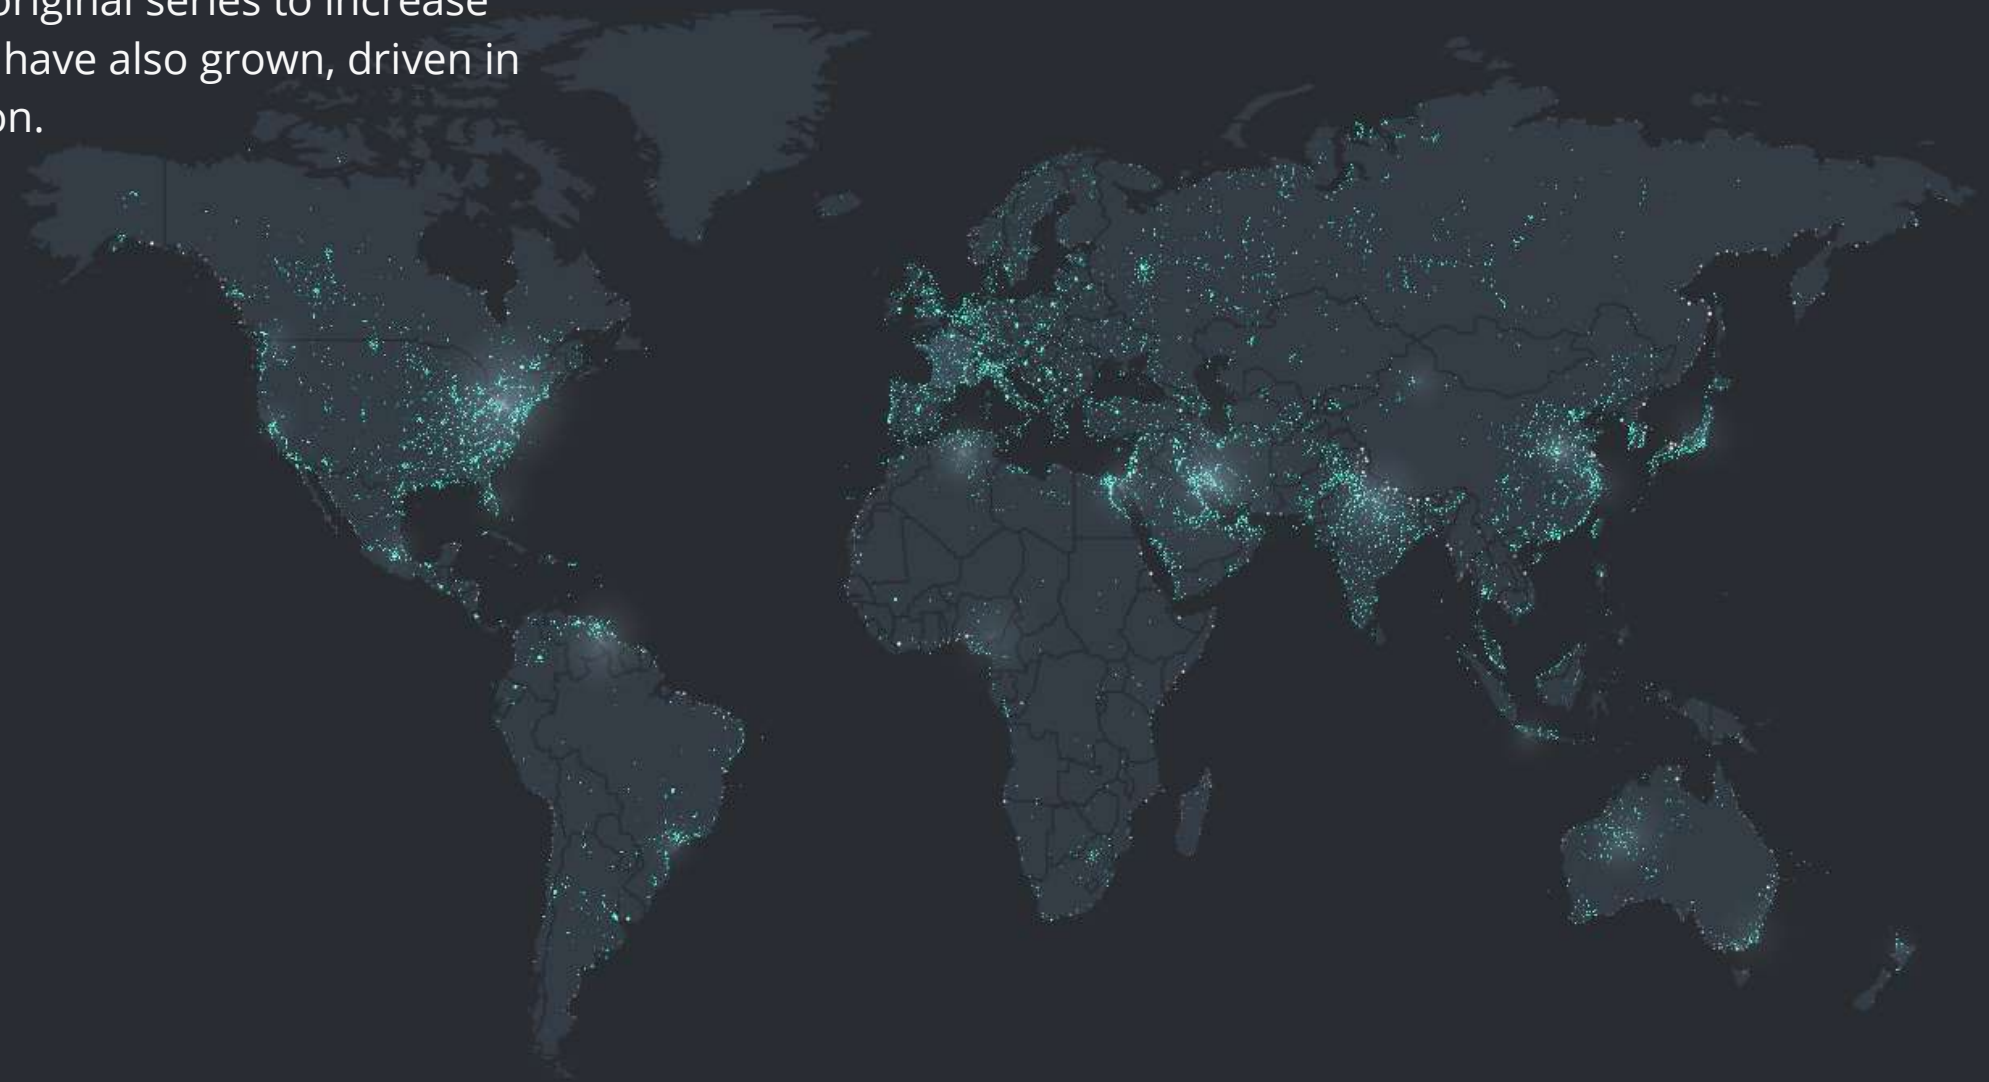 original series to increase
have also grown, driven in
on.